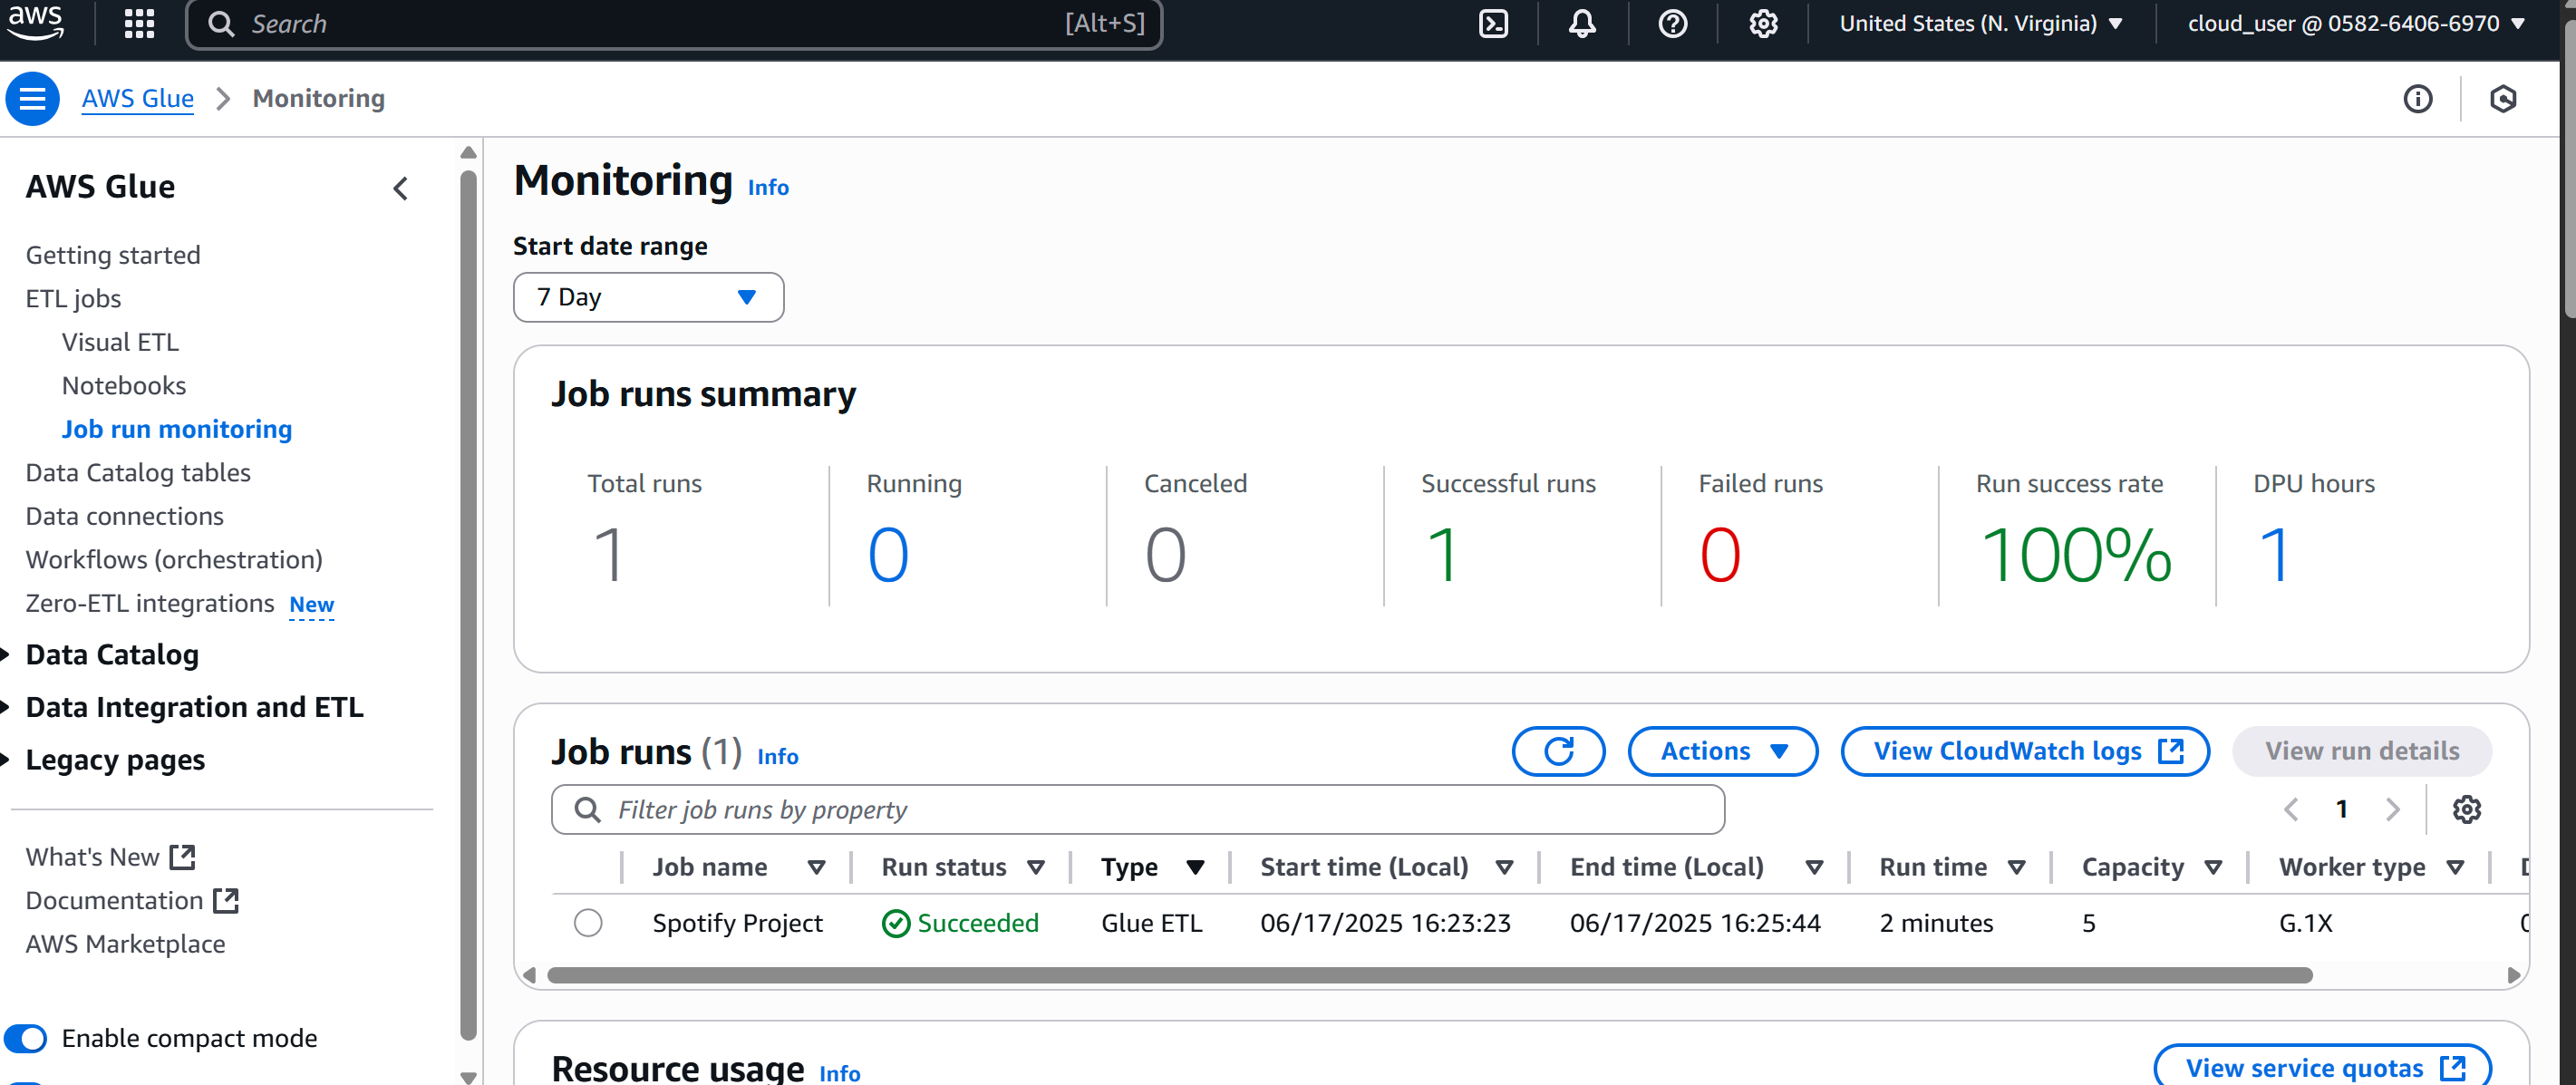 aws
Search [Alt+S]
United States (N. Virginia)
cloud_user @ 0582-6406-6970
AWS Glue
Monitoring
AWS Glue
Getting started
ETL jobs
Visual ETL
Notebooks
Job run monitoring
Data Catalog tables
Data connections
Workflows (orchestration)
Zero-ETL integrations New
Data Catalog
Data Integration and ETL
Legacy pages
What's New
Documentation
AWS Marketplace
Enable compact mode
Monitoring Info
Start date range
7 Day
Job runs summary
Total runs
1
Running
0
Canceled
0
Successful runs
1
Failed runs
0
Run success rate
100%
DPU hours
1
Job runs (1) Info
Actions
View CloudWatch logs
View run details
Filter job runs by property
1
Job name Run status Type Start time (Local) End time (Local) Run time Capacity Worker type
Spotify Project Succeeded Glue ETL 06/17/2025 16:23:23 06/17/2025 16:25:44 2 minutes 5 G.1X
Resource usage Info
View service quotas